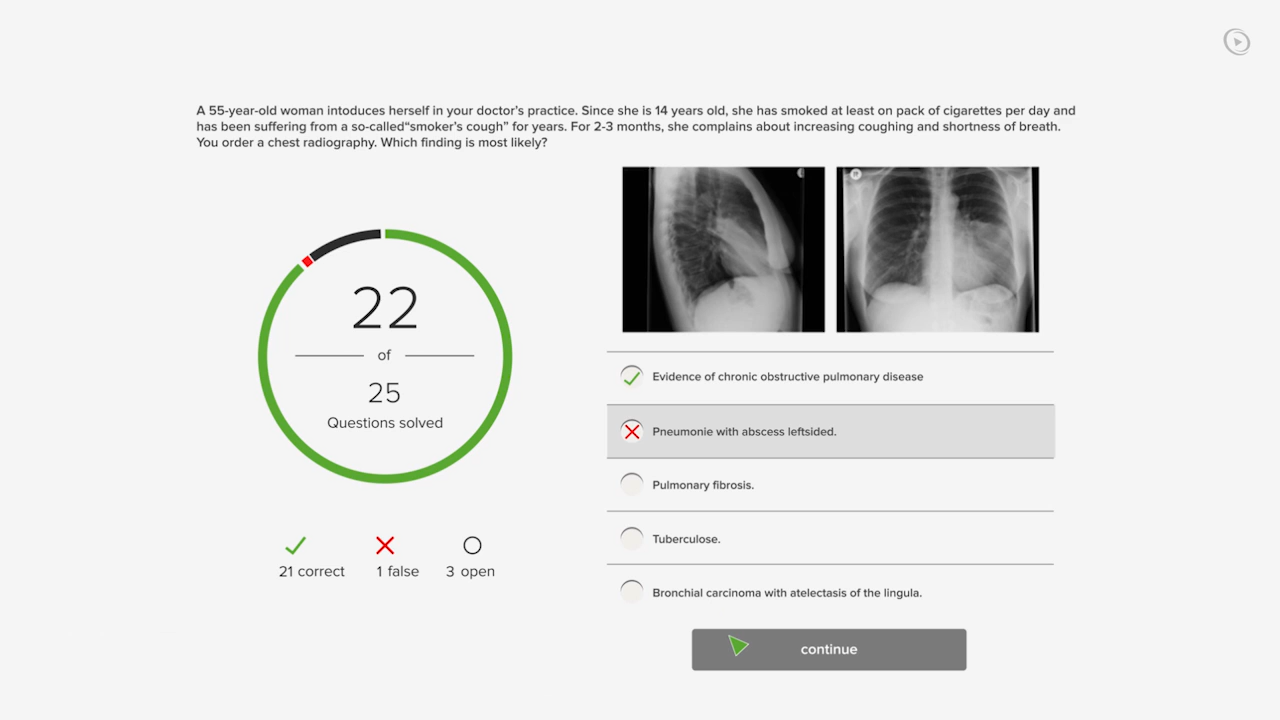 A 55-year-old woman intoduces herself in your doctor's practice. Since she is 14 years old, she has smoked at least on pack of cigarettes per day and
has been suffering from a so-called“smoker's cough” for years. For 2-3 months, she complains about increasing coughing and shortness of breath.
You order a chest radiography. Which finding is most likely?
22
of
25
Questions solved
21 correct
1 false
3 open
Evidence of chronic obstructive pulmonary disease
Pneumonie with abscess leftsided.
Pulmonary fibrosis.
Tuberculose.
Bronchial carcinoma with atelectasis of the lingula.
continue